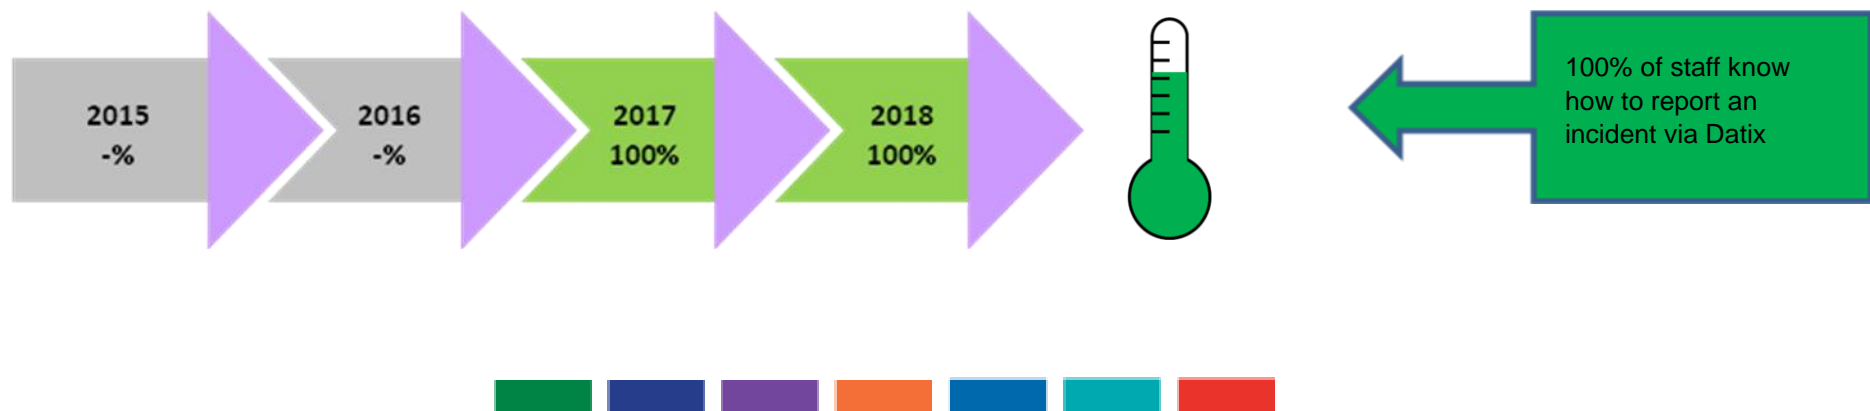 2015
-%
2016
-%
2017
100%
2018
100%
100% of staff know
how to report an
incident via Datix